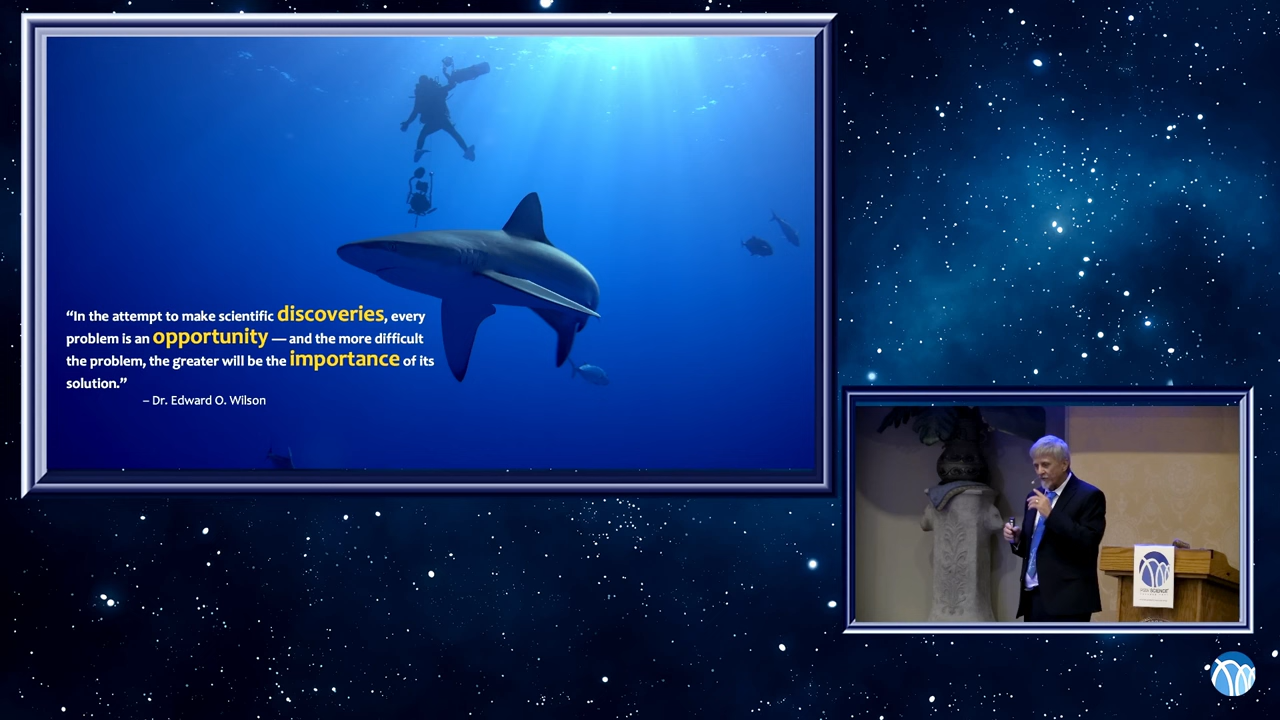 “In the attempt to make scientific discoveries, every
problem is an opportunity — and the more difficult
the problem, the greater will be the importance of its
solution.”
– Dr. Edward O. Wilson